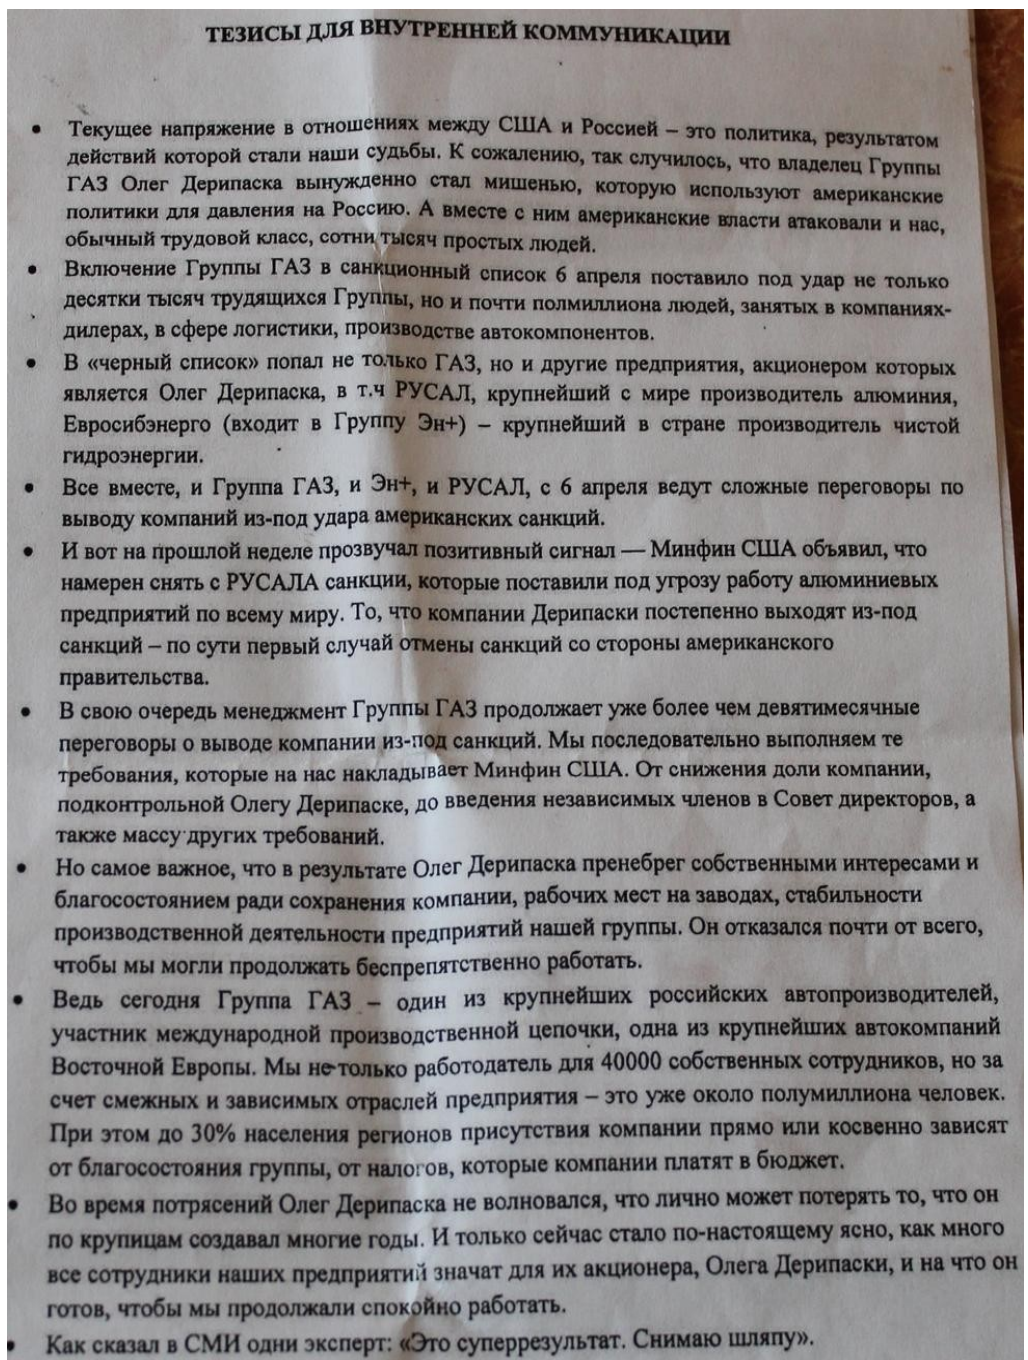 ТЕЗИСЫ ДЛЯ ВНУТРЕННЕЙ КОММУНИКАЦИИ
• Текущее напряжение в отношениях между США и Россией – это политика, результатом
действий которой стали наши судьбы. К сожалению, так случилось, что владелец Группы
ГАЗ Олег Дерипаска вынужденно стал мишенью, которую используют американские
политики для давления на Россию. А вместе с ним американские власти атаковали и нас,
обычный трудовой класс, сотни тысяч простых людей.
• Включение Группы ГАЗ в санкционный список 6 апреля поставило под удар не только
десятки тысяч трудящихся Группы, но и почти полмиллиона людей, занятых в компаниях-
дилерах, в сфере логистики, производстве автокомпонентов.
• В «черный список» попал не только ГАЗ, но и другие предприятия, акционером которых
является Олег Дерипаска, в т.ч РУСАЛ, крупнейший с мире производитель алюминия,
Евросибэнерго (входит в Группу Эн+) – крупнейший в стране производитель чистой
гидроэнергии.
• Все вместе, и Группа ГАЗ, и Эн+, и РУСАЛ, с 6 апреля ведут сложные переговоры по
выводу компаний из-под удара американских санкций.
• И вот на прошлой неделе прозвучал позитивный сигнал — Минфин США объявил, что
намерен снять с РУСАЛА санкции, которые поставили под угрозу работу алюминиевых
предприятий по всему миру. То, что компании Дерипаски постепенно выходят из-под
санкций – по сути первый случай отмены санкций со стороны американского
правительства.
• В свою очередь менеджмент Группы ГАЗ продолжает уже более чем девятимесячные
переговоры о выводе компании из-под санкций. Мы последовательно выполняем те
требования, которые на нас накладывает Минфин США. От снижения доли компании,
подконтрольной Олегу Дерипаске, до введения независимых членов в Совет директоров, а
также массу других требований.
• Но самое важное, что в результате Олег Дерипаска пренебрег собственными интересами и
благосостоянием ради сохранения компании, рабочих мест на заводах, стабильности
производственной деятельности предприятий нашей группы. Он отказался почти от всего,
чтобы мы могли продолжать беспрепятственно работать.
• Ведь сегодня Группа ГАЗ – один из крупнейших российских автопроизводителей,
участник международной производственной цепочки, одна из крупнейших автокомпаний
Восточной Европы. Мы не только работодатель для 40000 собственных сотрудников, но за
счет смежных и зависимых отраслей предприятия – это уже около полумиллиона человек.
При этом до 30% населения регионов присутствия компании прямо или косвенно зависят
от благосостояния группы, от налогов, которые компании платят в бюджет.
• Во время потрясений Олег Дерипаска не волновался, что лично может потерять то, что он
по крупицам создавал многие годы. И только сейчас стало по-настоящему ясно, как много
все сотрудники наших предприятий значат для их акционера, Олега Дерипаски, и на что он
готов, чтобы мы продолжали спокойно работать.
• Как сказал в СМИ одни эксперт: «Это суперрезультат. Снимаю шляпу».